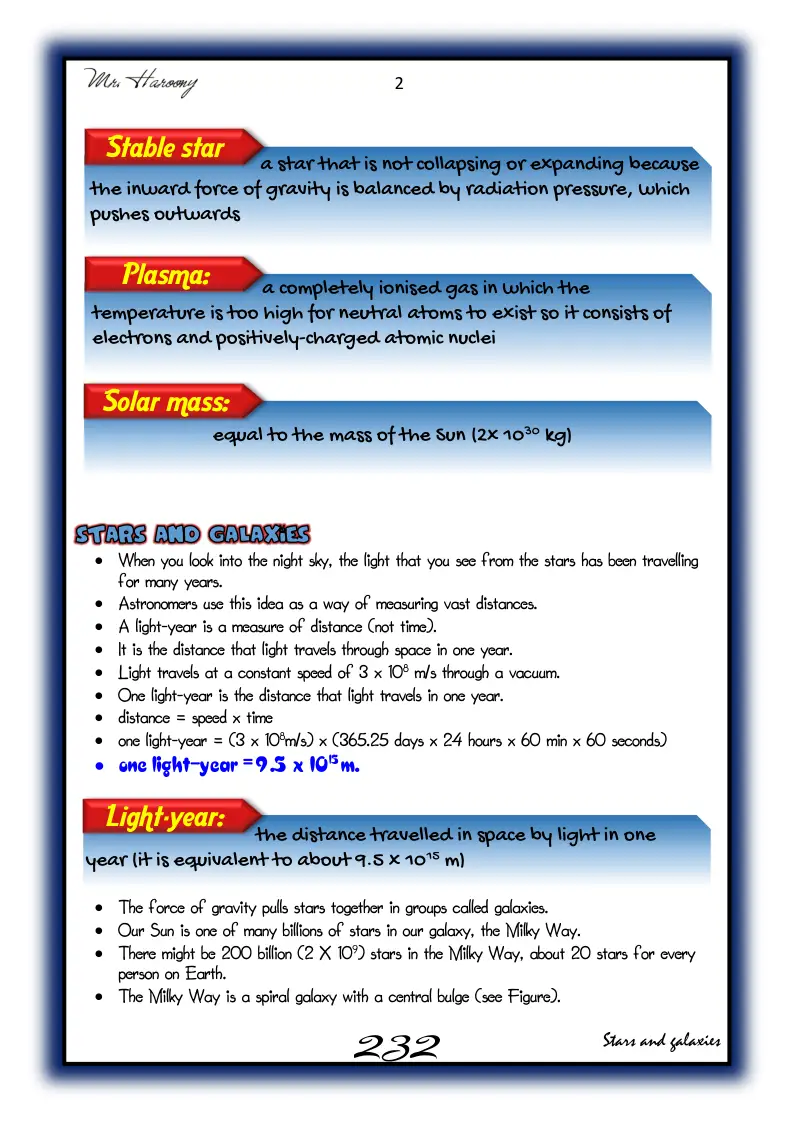 Mr. Haroony
2
Stable star
a star that is not collapsing or expanding because
the inward force of gravity is balanced by radiation pressure, which
pushes outwards
Plasma:
a completely ionised gas in which the
temperature is too high for neutral atoms to exist so it consists of
electrons and positively-charged atomic nuclei
Solar mass:
equal to the mass of the Sun (2x 10³⁰ kg)
STARS AND GALAXIES
• When you look into the night sky, the light that you see from the stars has been travelling
for many years.
• Astronomers use this idea as a way of measuring vast distances.
• A light-year is a measure of distance (not time).
• It is the distance that light travels through space in one year.
• Light travels at a constant speed of 3 x 10⁸ m/s through a vacuum.
• One light-year is the distance that light travels in one year.
• distance = speed x time
• one light-year = (3 x 10⁸m/s) x (365.25 days x 24 hours x 60 min x 60 seconds)
• one light-year = 9.5 x 10¹⁵ m.
Light-year:
the distance travelled in space by light in one
year (it is equivalent to about 9.5 x 10¹⁵ m)
• The force of gravity pulls stars together in groups called galaxies.
• Our Sun is one of many billions of stars in our galaxy, the Milky Way.
• There might be 200 billion (2 X 10⁹) stars in the Milky Way, about 20 stars for every
person on Earth.
• The Milky Way is a spiral galaxy with a central bulge (see Figure).
232
Stars and galaxies